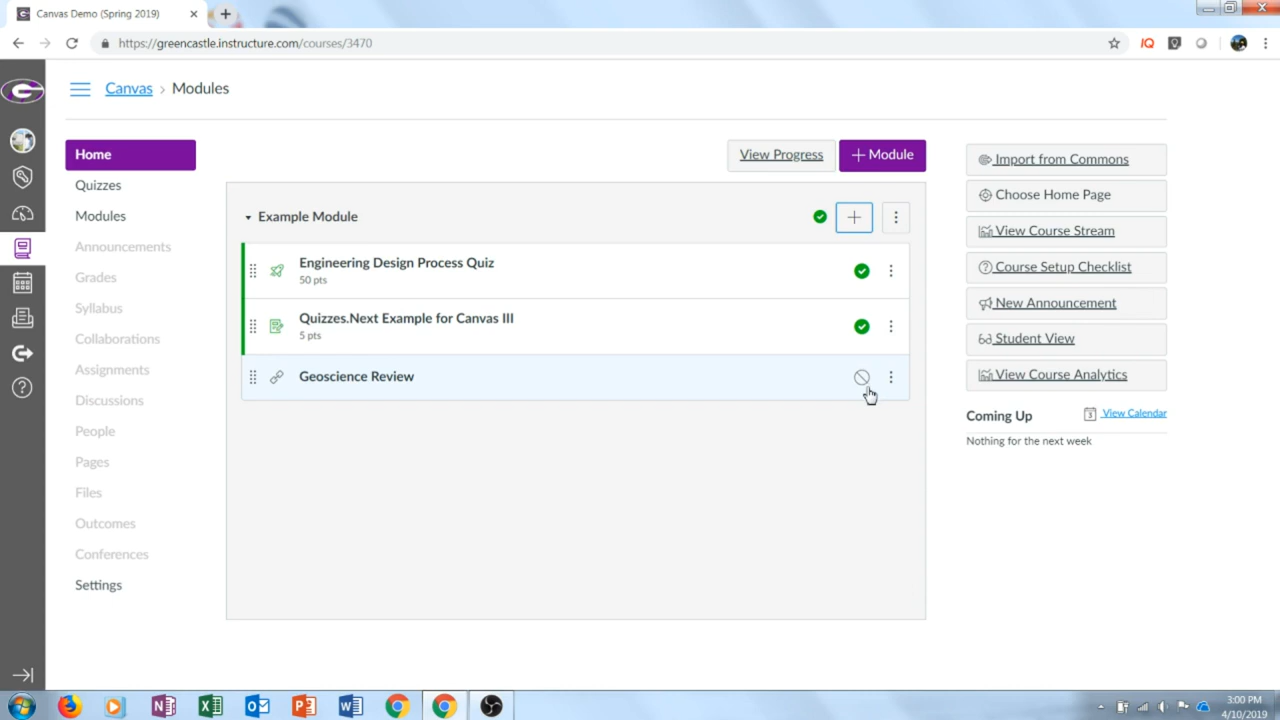 Canvas Demo (Spring 2019)
https://greencastle.instructure.com/courses/3470
IQ
Canvas > Modules
Home
Quizzes
Modules
Announcements
Grades
Syllabus
Collaborations
Assignments
Discussions
People
Pages
Files
Outcomes
Conferences
Settings
View Progress
+ Module
Example Module
Engineering Design Process Quiz
50 pts
Quizzes.Next Example for Canvas III
5 pts
Geoscience Review
Import from Commons
Choose Home Page
View Course Stream
Course Setup Checklist
New Announcement
Student View
View Course Analytics
Coming Up
3 View Calendar
Nothing for the next week
3:00 PM
4/10/2019